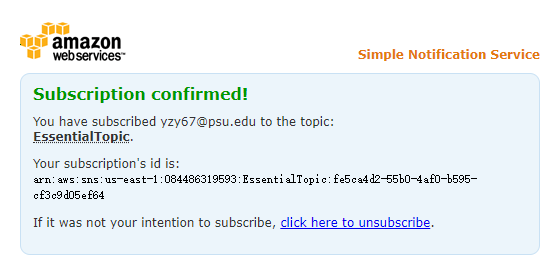 amazon
webservices™
Simple Notification Service
Subscription confirmed!
You have subscribed yzy67@psu.edu to the topic:
EssentialTopic.
Your subscription's id is:
arn:aws:sns:us-east-1:084486319593:EssentialTopic:fe5ca4d2-55b0-4af0-b595-
cf3c9d05ef64
If it was not your intention to subscribe, click here to unsubscribe.